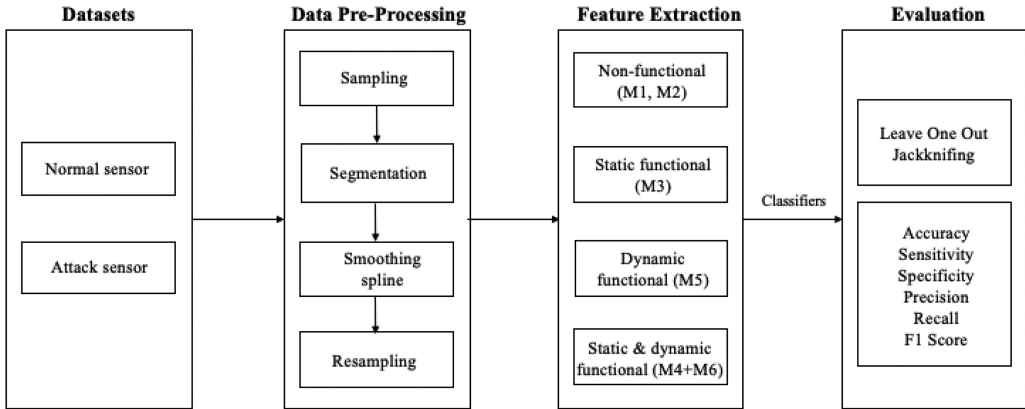 Datasets
Normal sensor
Attack sensor
Data Pre-Processing
Sampling
Segmentation
Smoothing
spline
Resampling
Feature Extraction
Non-functional
(M1, M2)
Static functional
(M3)
Dynamic
functional (M5)
Static & dynamic
functional (M4+M6)
Classifiers
Evaluation
Leave One Out
Jackknifing
Accuracy
Sensitivity
Specificity
Precision
Recall
F1 Score